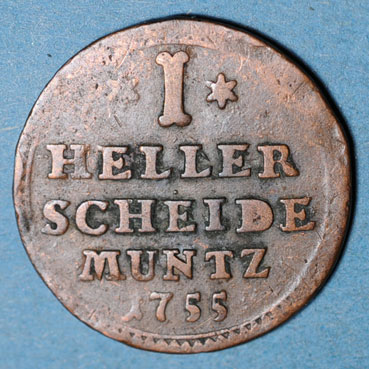 * I *
HELLER
SCHEIDE
MUNTZ
1755